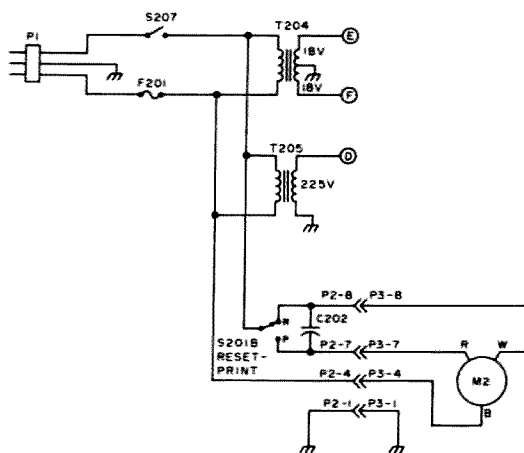 S207
P1
T204
E
18V
F201
18V
F
T205
D
225V
P2-8 P3-8
R
C202
S201B
RESET-
PRINT
P
P2-7 P3-7
R
W
P2-4 P3-4
M2
B
P2-1 P3-1